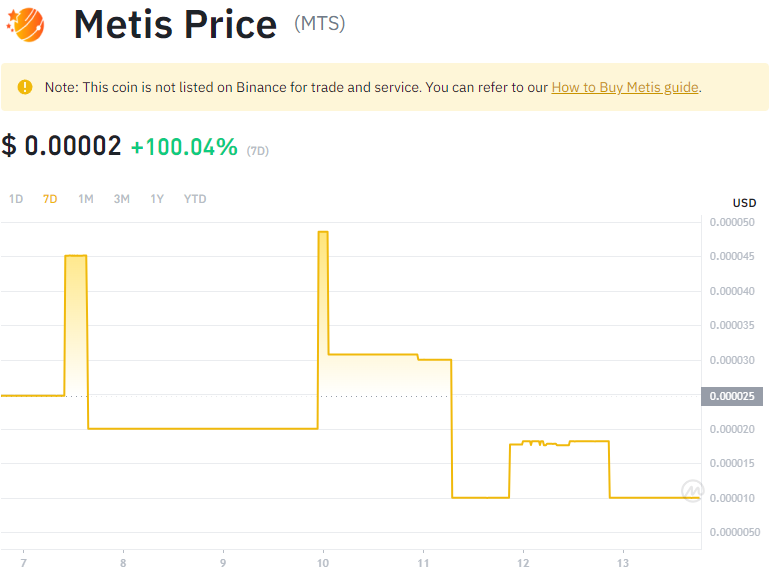 Metis Price (MTS)
Note: This coin is not listed on Binance for trade and service. You can refer to our How to Buy Metis guide.
$ 0.00002 +100.04% (7D)
1D 7D 1M 3M 1Y YTD
USD
0.000050
0.000045
0.000040
0.000035
0.000030
0.000025
0.000020
0.000015
0.000010
0.0000050
7 8 9 10 11 12 13